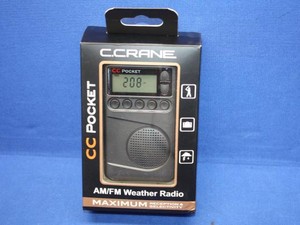 C.CRANE
CC POCKET
CC POCKET
208
AM/FM Weather Radio
MAXIMUM